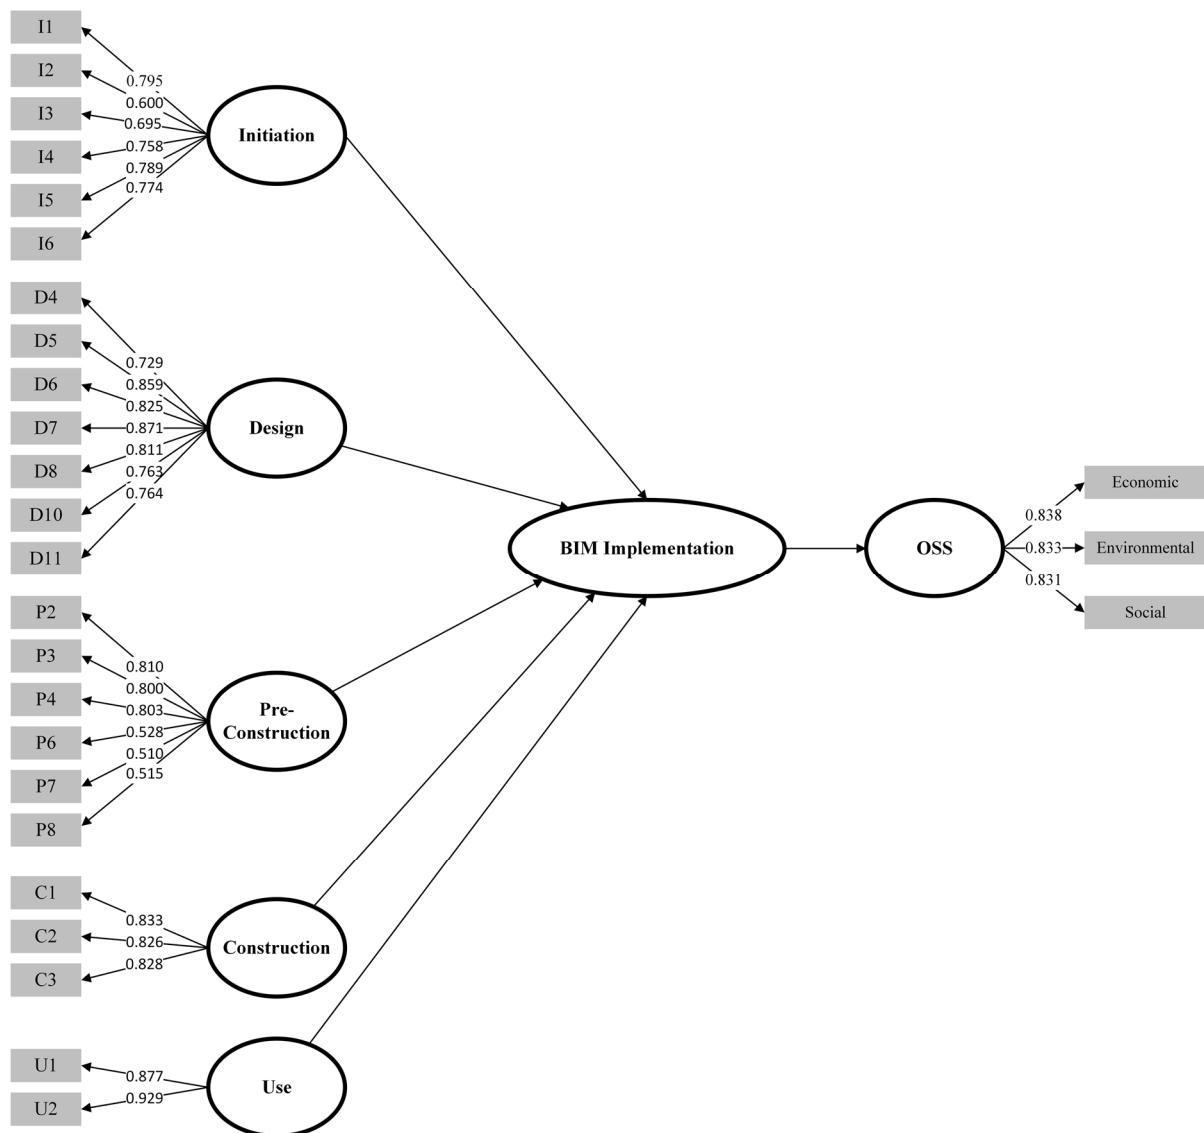 I1
I2
I3
I4
I5
I6
0.795
0.600
0.695
0.758
0.789
0.774
Initiation
D4
D5
D6
D7
D8
D10
D11
0.729
0.859
0.825
0.871
0.811
0.763
0.764
Design
P2
P3
P4
P6
P7
P8
0.810
0.800
0.803
0.528
0.510
0.515
Pre-
Construction
C1
C2
C3
0.833
0.826
0.828
Construction
U1
U2
0.877
0.929
Use
BIM Implementation
OSS
0.838
0.833
0.831
Economic
Environmental
Social